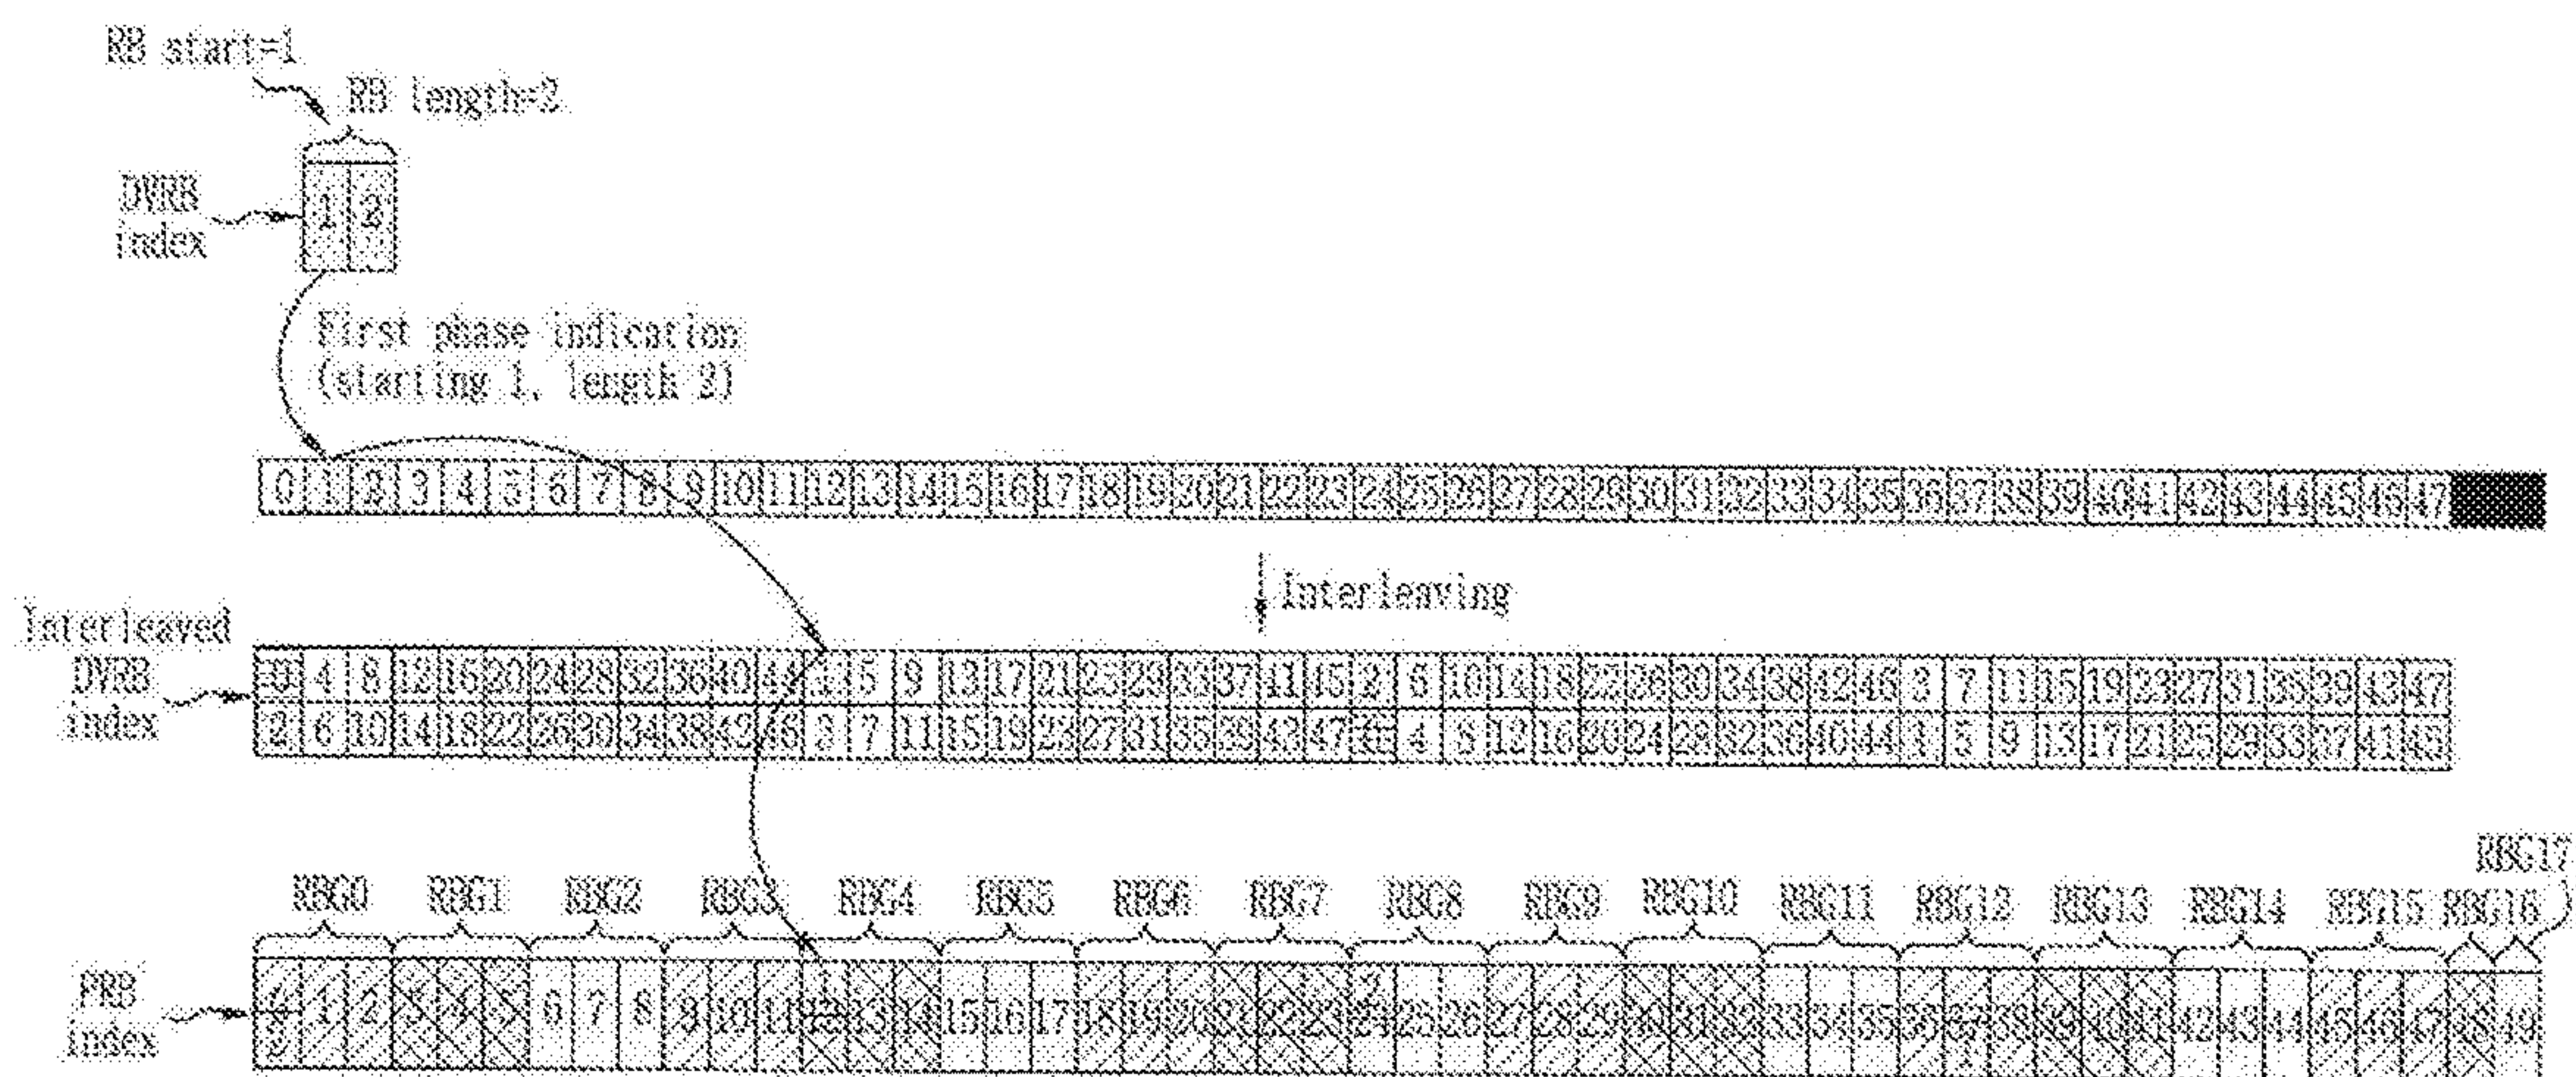 RB start=1
RB length=2
DVRB
index
1 2
First phase indication
(starting 1, length 2)
0 1 2 3 4 5 6 7 8 9 10 11 12 13 14 15 16 17 18 19 20 21 22 23 24 25 26 27 28 29 30 31 32 33 34 35 36 37 38 39 40 41 42 43 44 45 46 47
Interleaving
Interleaved
DVRB
index
0 4 8 12 16 20 24 28 32 36 40 44 1 5 9 13 17 21 25 29 33 37 41 45 2 6 10 14 18 22 26 30 34 38 42 46 3 7 11 15 19 23 27 31 35 39 43 47
2 6 10 14 18 22 26 30 34 38 42 46 3 7 11 15 19 23 27 31 35 39 43 47 4 8 12 16 20 24 28 32 36 40 44 1 5 9 13 17 21 25 29 33 37 41
RBG0 RBG1 RBG2 RBG3 RBG4 RBG5 RBG6 RBG7 RBG8 RBG9 RBG10 RBG11 RBG12 RBG13 RBG14 RBG15 RBG16 RBG17
PRB
index
1 2 3 4 5 6 7 8 9 10 11 12 13 14 15 16 17 18 19 20 21 22 23 24 25 26 27 28 29 30 31 32 33 34 35 36 37 38 39 40 41 42 43 44 45 46 47 48 49